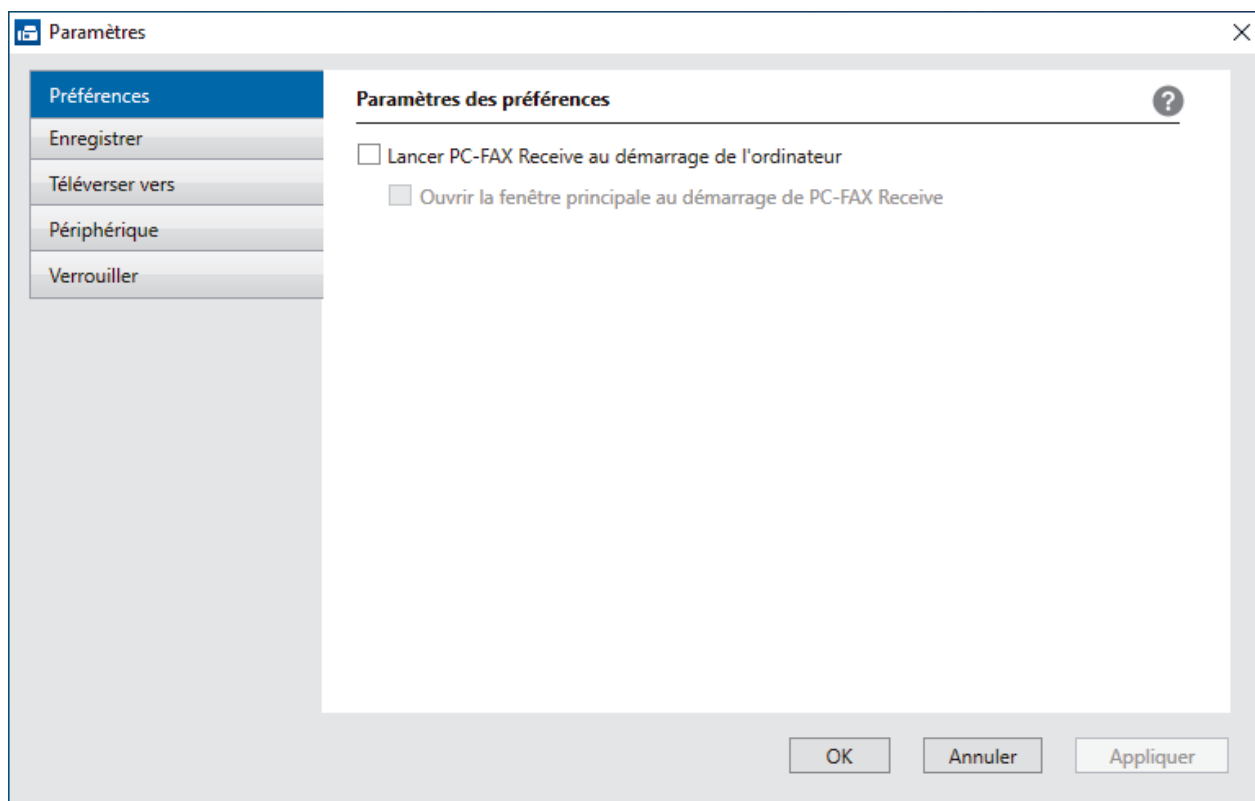 Paramètres
Préférences
Enregistrer
Téléverser vers
Périphérique
Verrouiller
Paramètres des préférences
?
Lancer PC-FAX Receive au démarrage de l'ordinateur
Ouvrir la fenêtre principale au démarrage de PC-FAX Receive
OK
Annuler
Appliquer